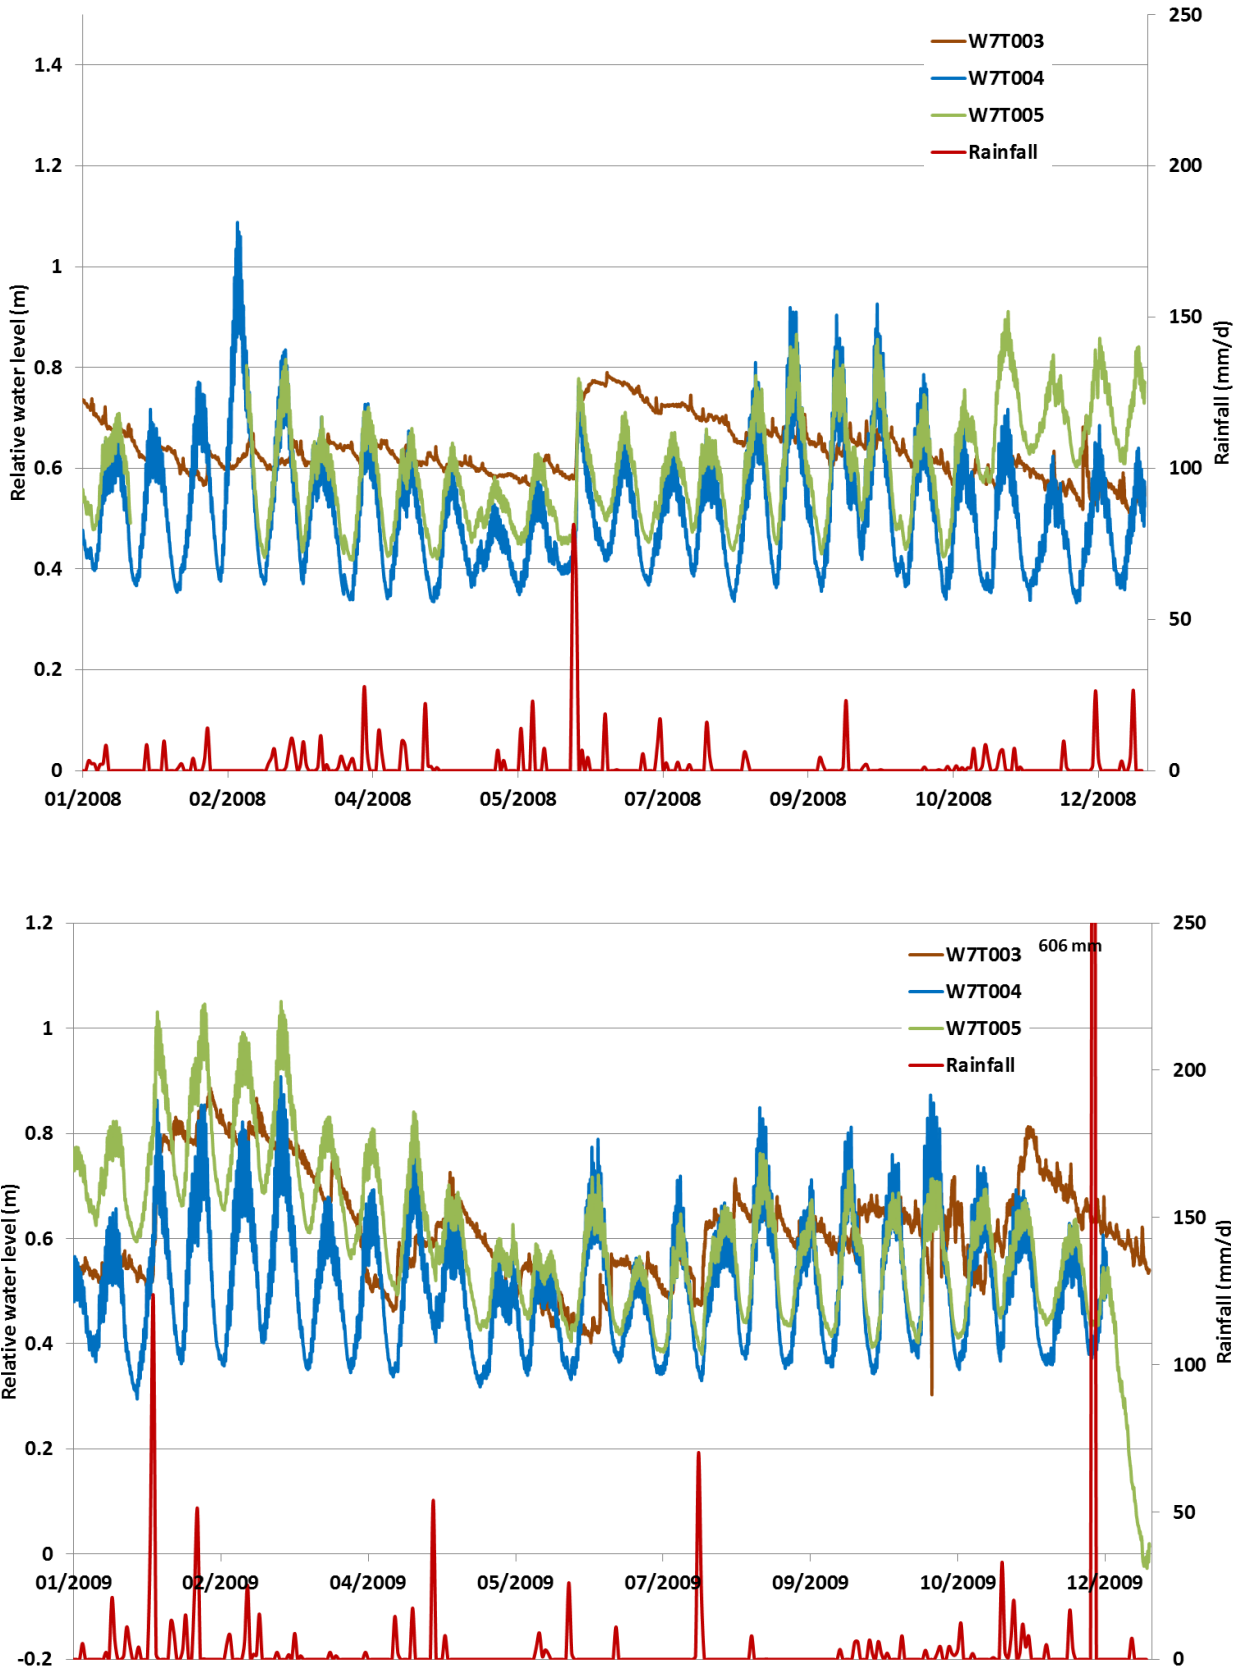 250
W7T003
1.4
W7T004
W7T005
1.2
Rainfall
200
1
150
0.8
Relative water level (m)
Rainfall (mm/d)
0.6
100
0.4
50
0.2
0
0
01/2008 02/2008 04/2008 05/2008 07/2008 09/2008 10/2008 12/2008
1.2
250
W7T003
606 mm
W7T004
1
W7T005
Rainfall
200
0.8
150
Relative water level (m)
Rainfall (mm/d)
0.6
0.4
100
0.2
50
0
01/2009 02/2009 04/2009 05/2009 07/2009 09/2009 10/2009 12/2009
-0.2
0